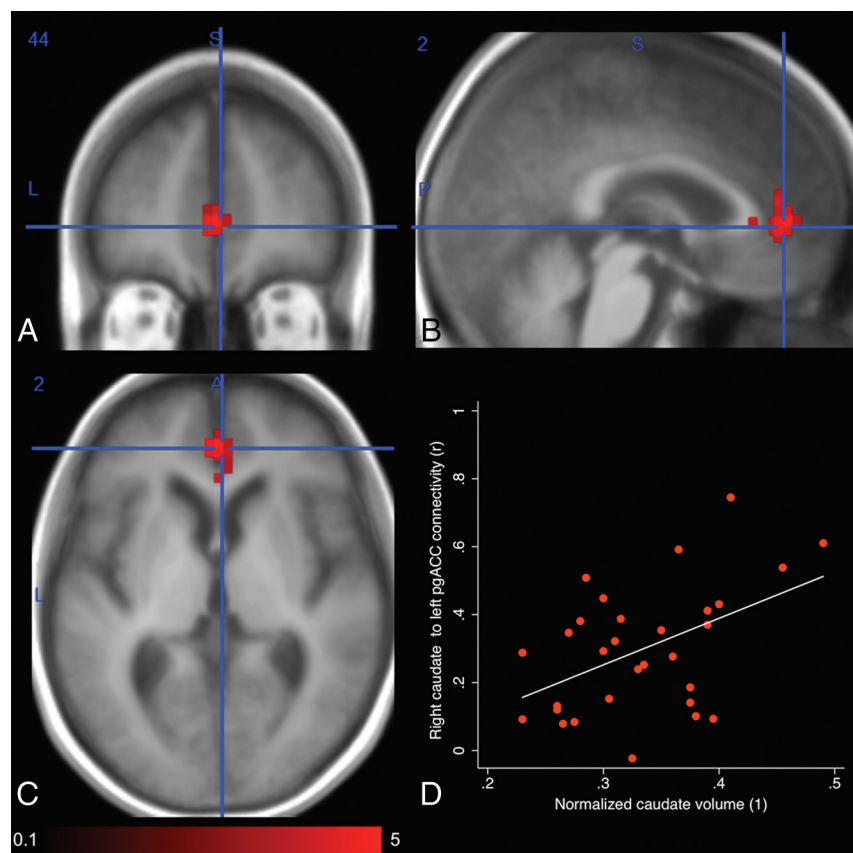 44
S
L
A
2
S
P
B
2
A
L
C
0.1
5
Right caudate to left pgACC connectivity (r)
1
.8
.6
.4
.2
0
.2
.3
.4
.5
Normalized caudate volume (1)
D